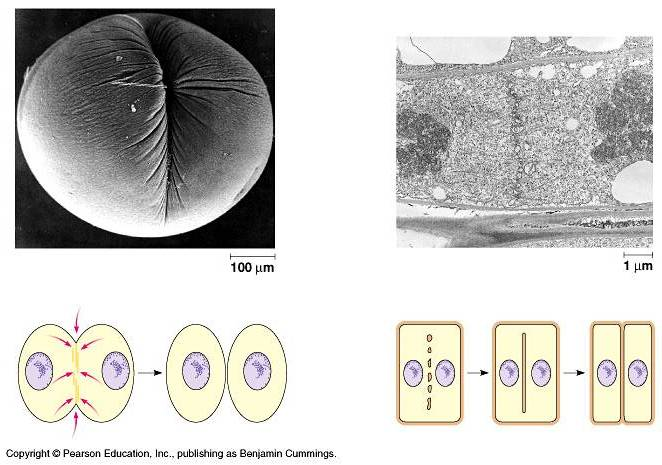 100 μm
1 μm
Copyright © Pearson Education, Inc., publishing as Benjamin Cummings.